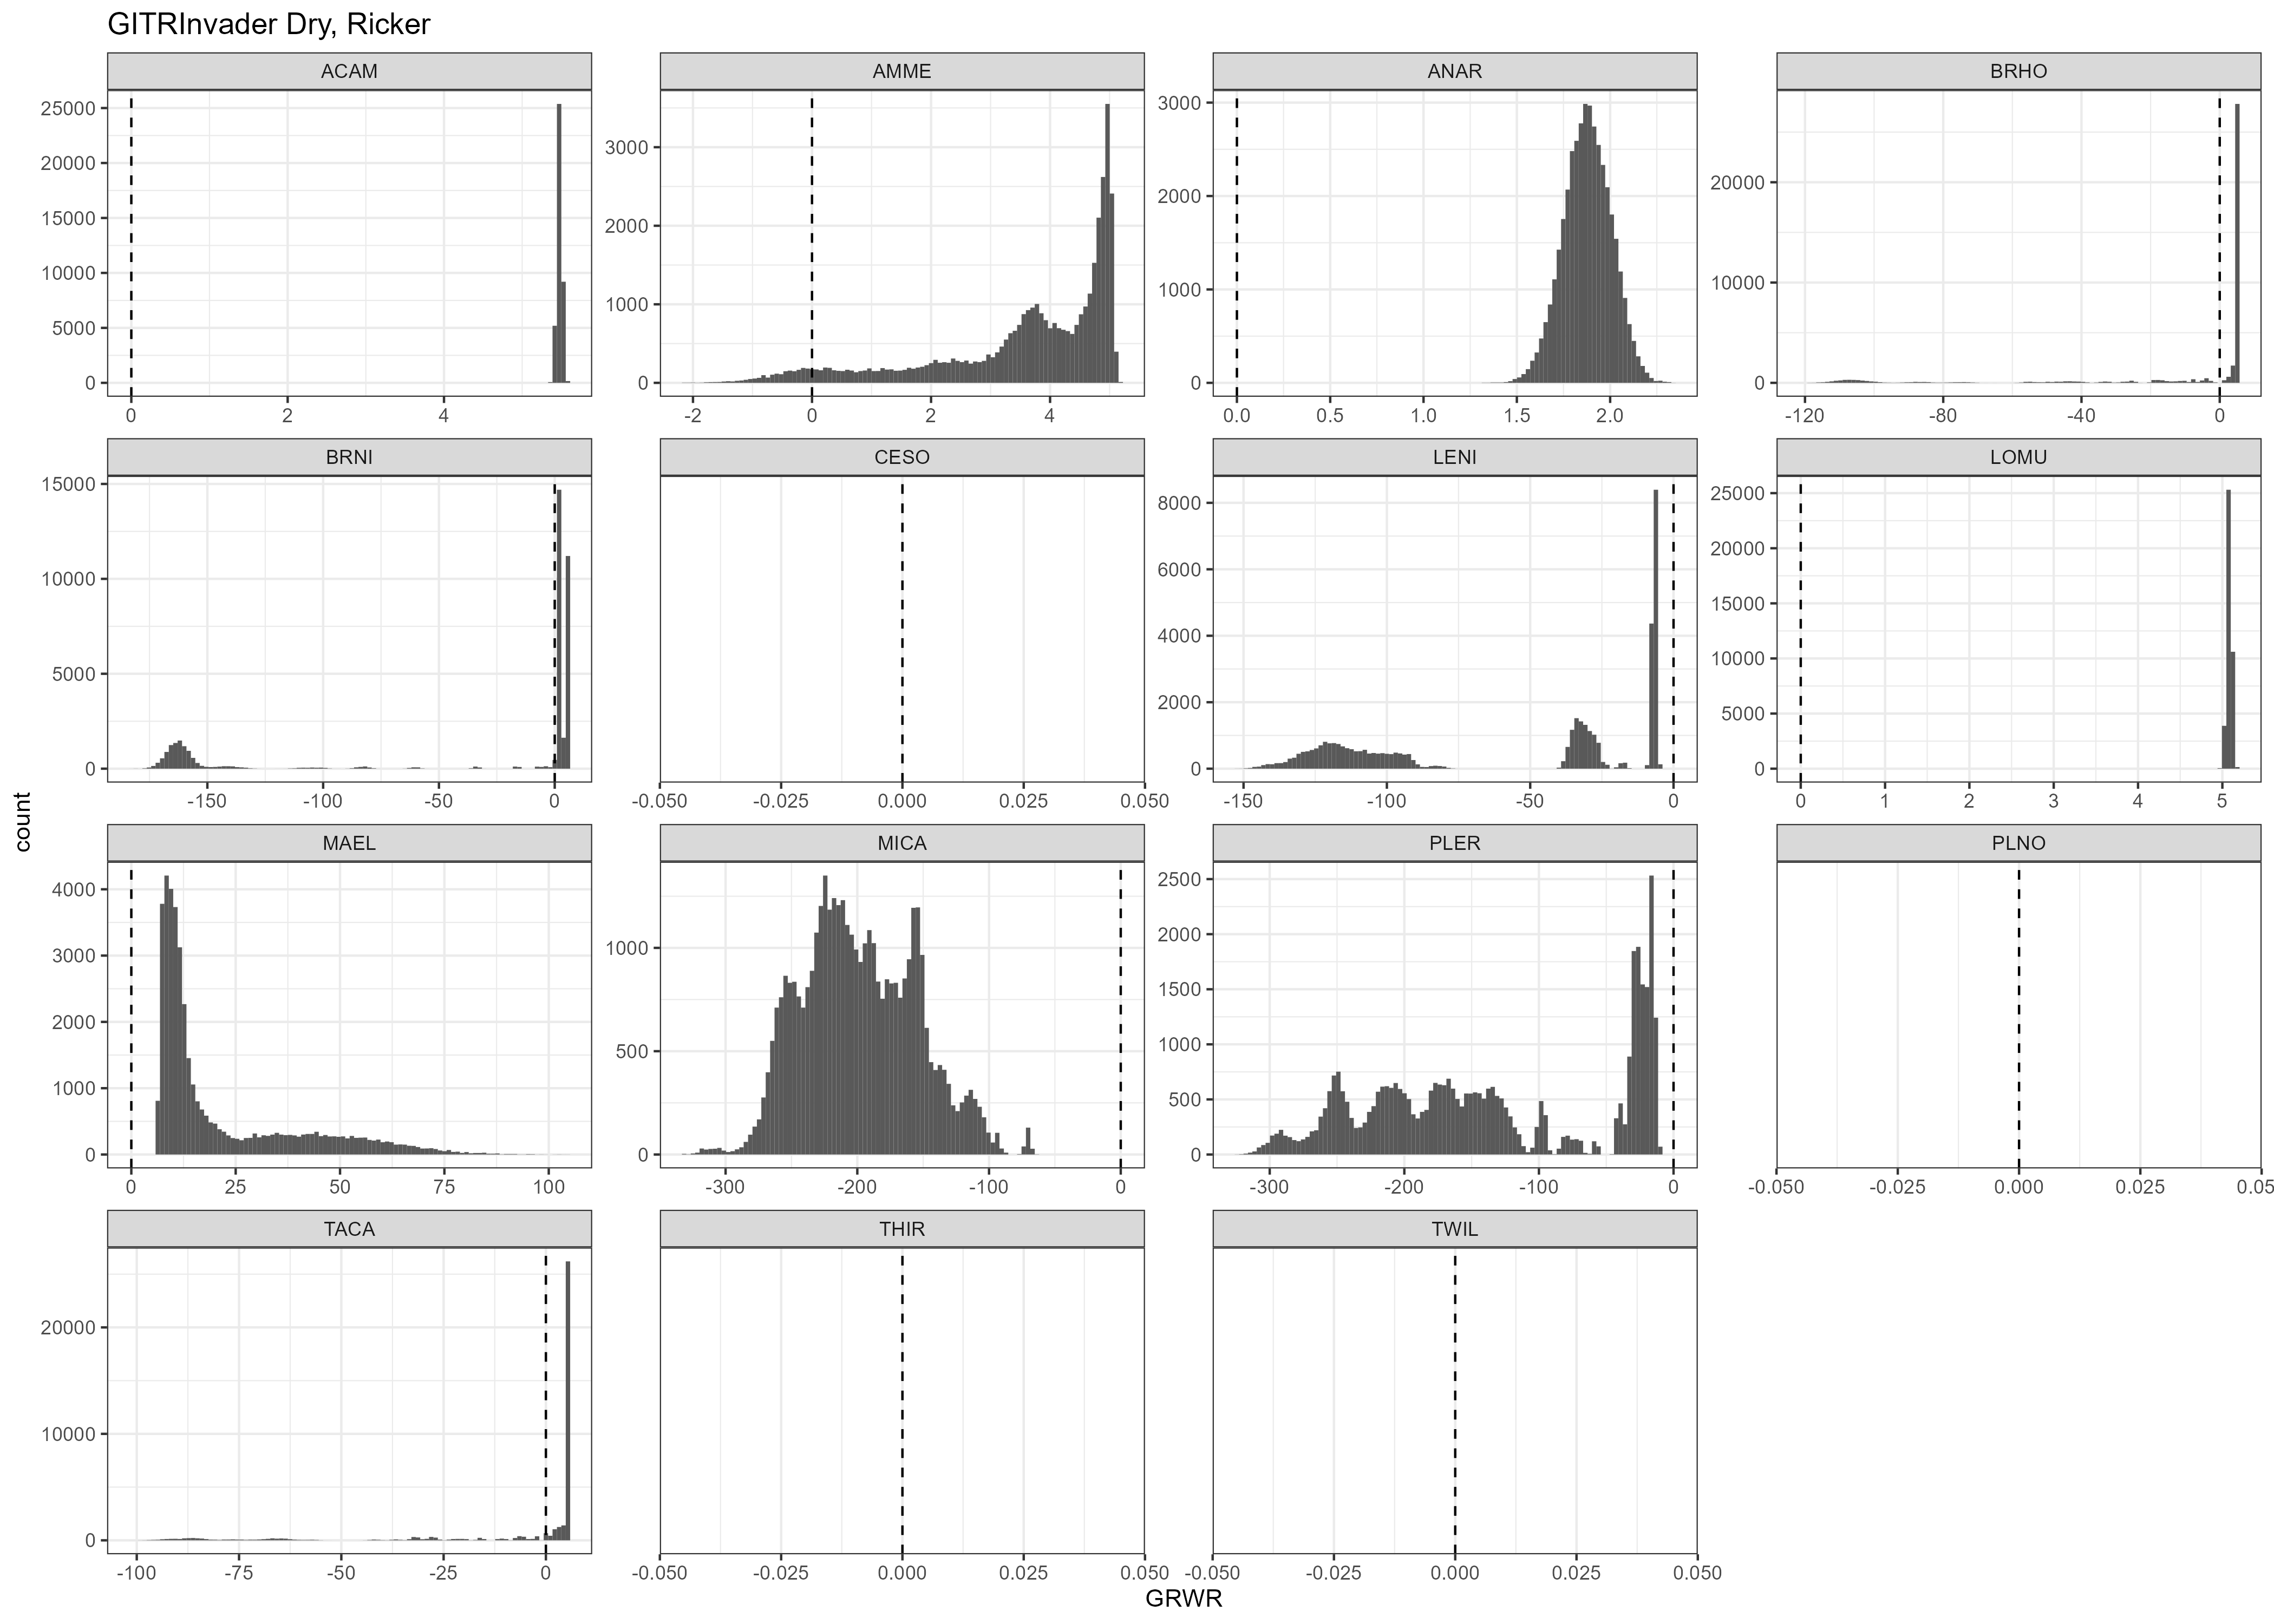 GITRInvader Dry, Ricker
ACAM AMME ANAR BRHO
25000 20000 15000 10000 5000 0
0 2 4
3000 2000 1000 0
-2 0 2 4
3000 2000 1000 0
0.0 0.5 1.0 1.5 2.0
20000 10000 0
-120 -80 -40 0
BRNI CESO LENI LOMU
15000 10000 5000 0
-150 -100 -50 0
-0.050 -0.025 0.000 0.025 0.050
8000 6000 4000 2000 0
-150 -100 -50 0
25000 20000 15000 10000 5000 0
0 1 2 3 4 5
count
MAEL MICA PLER PLNO
4000 3000 2000 1000 0
0 25 50 75 100
1000 500 0
-300 -200 -100 0
2500 2000 1500 1000 500 0
-300 -200 -100 0
-0.050 -0.025 0.000 0.025 0.05
TACA THIR TWIL
20000 10000 0
-100 -75 -50 -25 0
-0.050 -0.025 0.000 0.025 0.050
-0.050 -0.025 0.000 0.025 0.050
GRWR